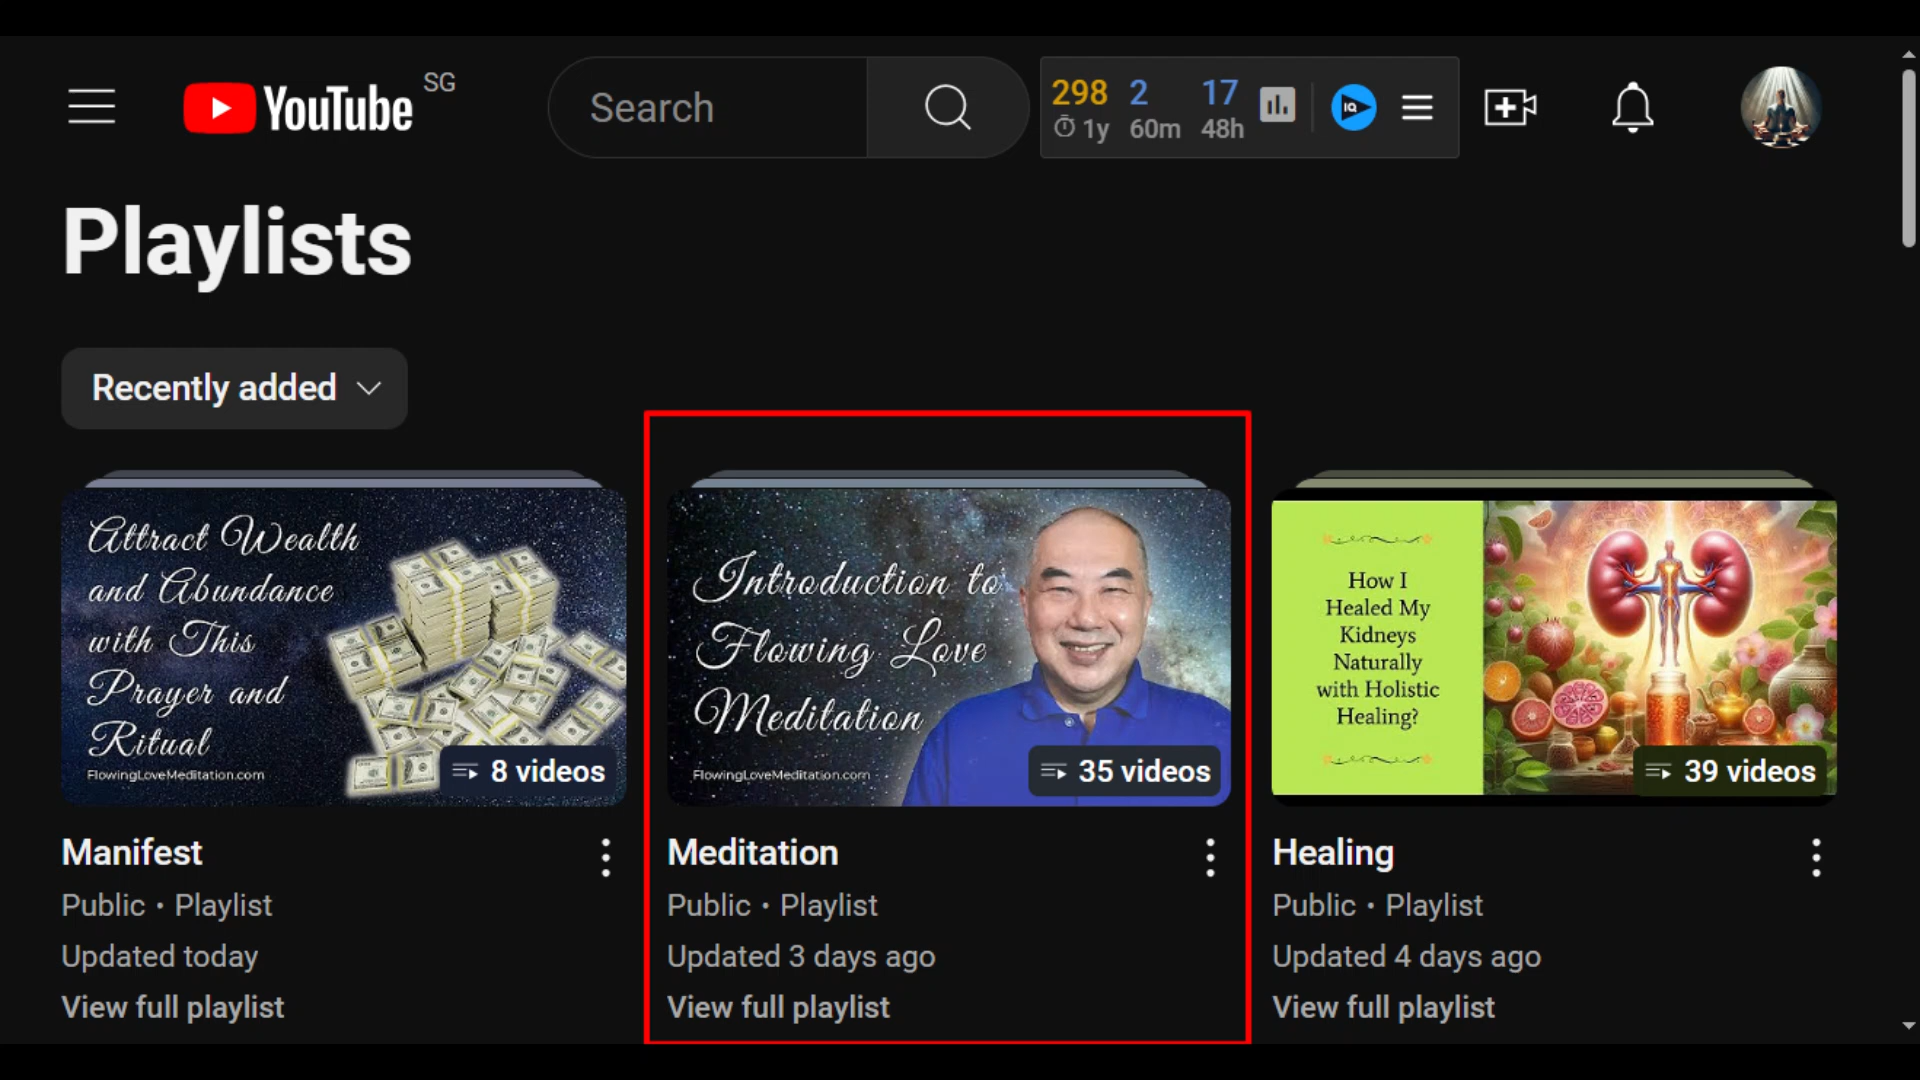 YouTube SG
Search
298 2 17
1y 60m 48h
IQ
Playlists
Recently added
Attract Wealth
and Abundance
with This
Prayer and
Ritual
FlowingLoveMeditation.com
8 videos
Manifest
Public • Playlist
Updated today
View full playlist
Introduction to
Flowing Love
Meditation
FlowingLoveMeditation.com
35 videos
Meditation
Public • Playlist
Updated 3 days ago
View full playlist
How I
Healed My
Kidneys
Naturally
with Holistic
Healing?
39 videos
Healing
Public • Playlist
Updated 4 days ago
View full playlist